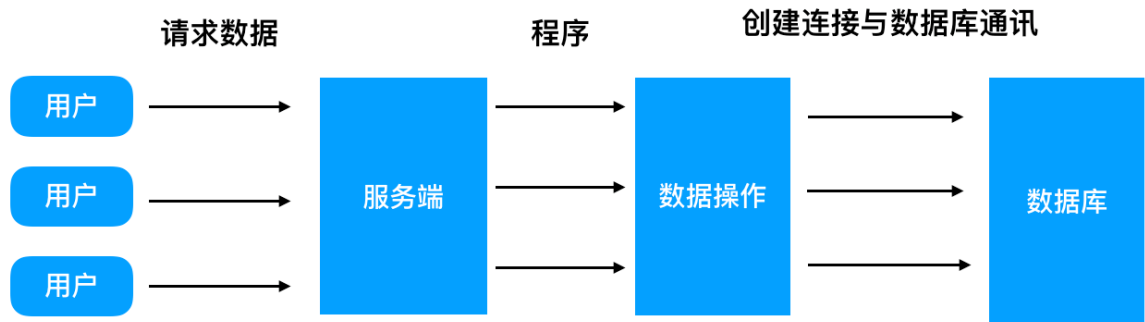 请求数据
程序
创建连接与数据库通讯
用户
用户
用户
服务端
数据操作
数据库